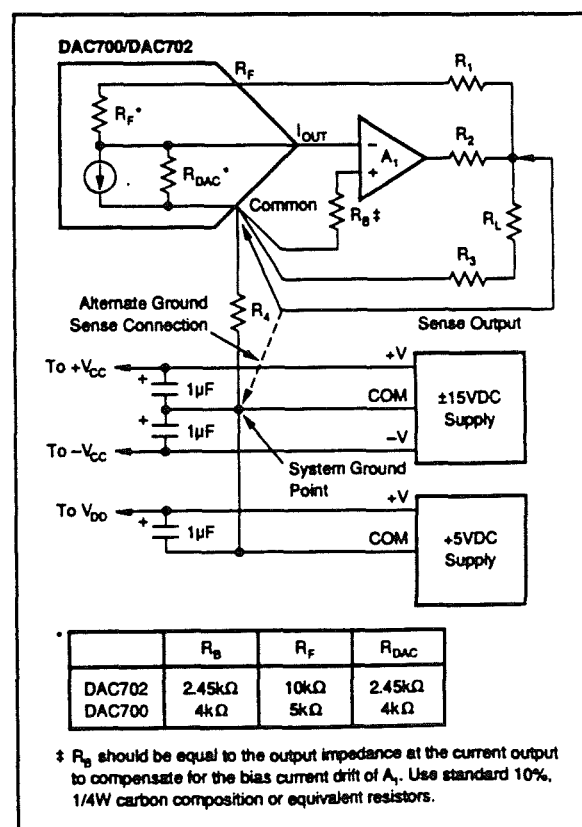 DAC700/DAC702
R_F
R_1
R_F*
I_OUT
−
A_1
+
R_2
R_DAC*
Common
R_B‡
R_L
R_3
Alternate Ground
Sense Connection
R_4
Sense Output
To +V_CC
+
1µF
+V
COM
±15VDC
Supply
+
1µF
−V
To −V_CC
System Ground
Point
To V_DD
+
1µF
+V
COM
+5VDC
Supply
*
R_B R_F R_DAC
DAC702 2.45kΩ 10kΩ 2.45kΩ
DAC700 4kΩ 5kΩ 4kΩ
‡ R_B should be equal to the output impedance at the current output
to compensate for the bias current drift of A_1. Use standard 10%,
1/4W carbon composition or equivalent resistors.